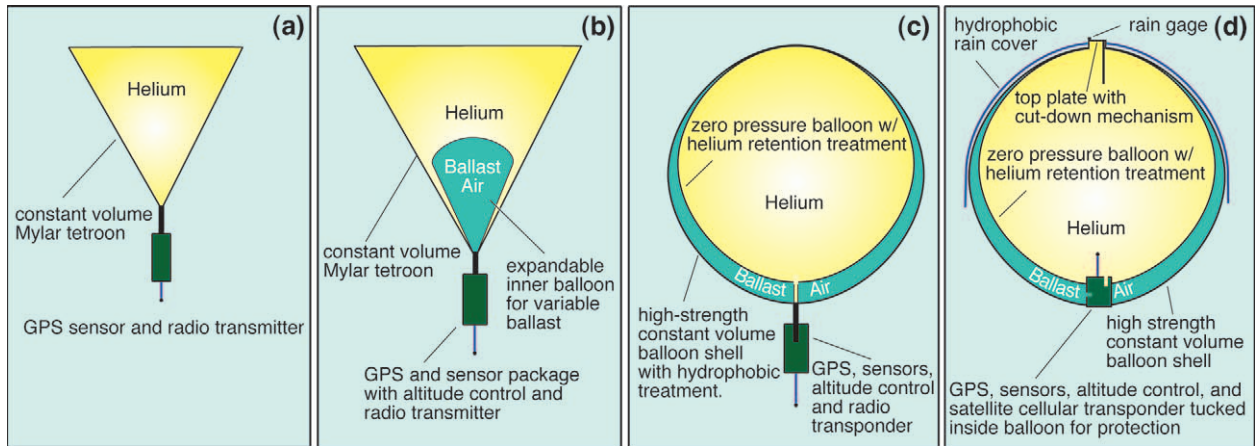 (a)
Helium
constant volume
Mylar tetroon
GPS sensor and radio transmitter
(b)
Helium
Ballast
Air
constant volume
Mylar tetroon
expandable
inner balloon
for variable
ballast
GPS and sensor package
with altitude control and
radio transmitter
(c)
zero pressure balloon w/
helium retention treatment
Helium
Ballast Air
high-strength
constant volume
balloon shell
with hydrophobic
treatment.
GPS, sensors,
altitude control
and radio
transponder
(d)
hydrophobic
rain cover
rain gage
top plate with
cut-down mechanism
zero pressure balloon w/
helium retention treatment
Helium
Ballast Air
high strength
constant volume
balloon shell
GPS, sensors, altitude control, and
satellite cellular transponder tucked
inside balloon for protection